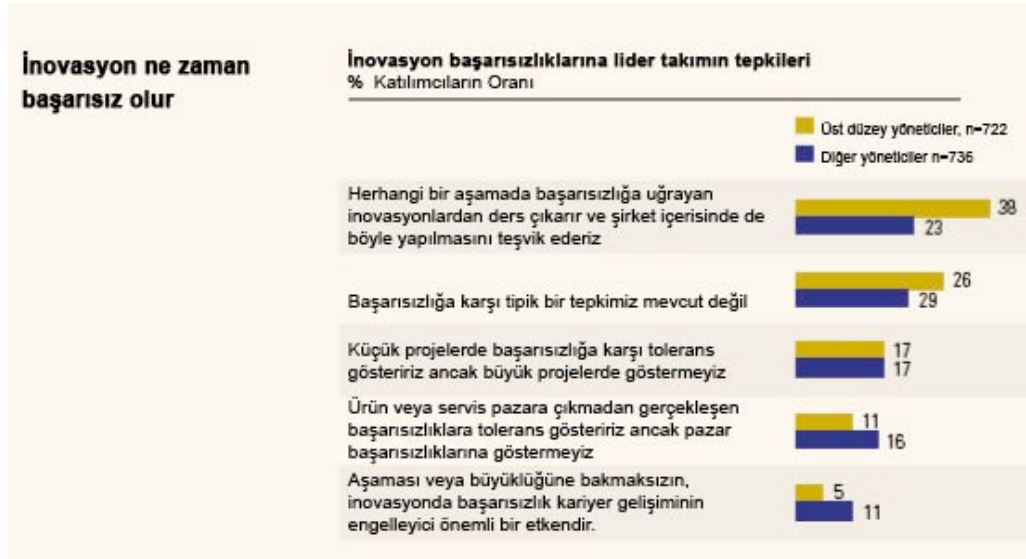 İnovasyon ne zaman
başarısız olur
İnovasyon başarısızlıklarına lider takımın tepkileri
% Katılımcıların Oranı
Üst düzey yöneticiler, n=722
Diğer yöneticiler n=736
Herhangi bir aşamada başarısızlığa uğrayan
inovasyonlardan ders çıkarır ve şirket içerisinde de
böyle yapılmasını teşvik ederiz
38
23
Başarısızlığa karşı tipik bir tepkimiz mevcut değil
26
29
Küçük projelerde başarısızlığa karşı tolerans
gösteririz ancak büyük projelerde göstermeyiz
17
17
Ürün veya servis pazara çıkmadan gerçekleşen
başarısızlıklara tolerans gösteririz ancak pazar
başarısızlıklarına göstermeyiz
11
16
Aşaması veya büyüklüğüne bakmaksızın,
inovasyonda başarısızlık kariyer gelişiminin
engelleyici önemli bir etkendir.
5
11